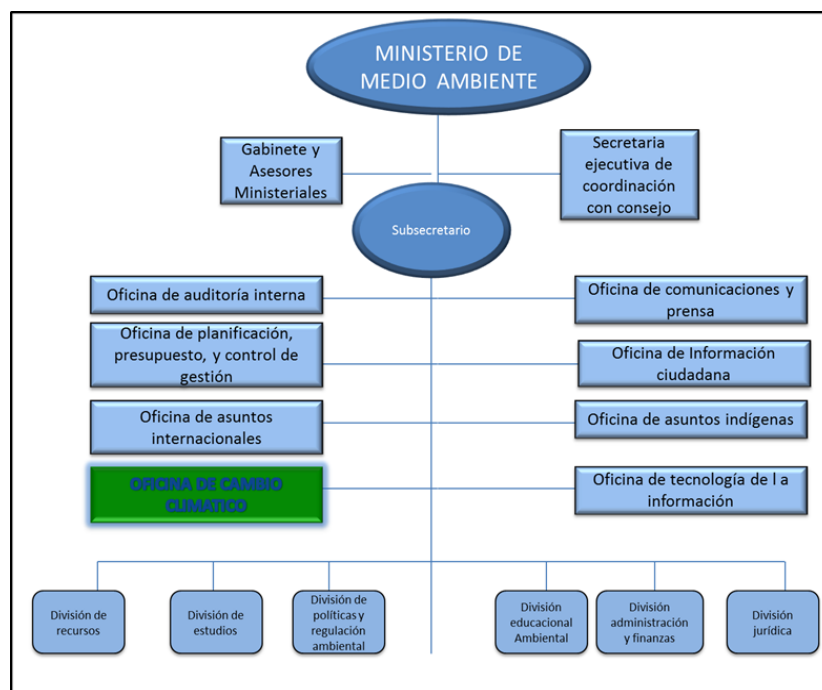 MINISTERIO DE
MEDIO AMBIENTE
Gabinete y
Asesores
Ministeriales
Secretaria
ejecutiva de
coordinación
con consejo
Subsecretario
Oficina de auditoría interna
Oficina de comunicaciones y
prensa
Oficina de planificación,
presupuesto, y control de
gestión
Oficina de Información
ciudadana
Oficina de asuntos
internacionales
Oficina de asuntos indígenas
OFICINA DE CAMBIO
CLIMATICO
Oficina de tecnología de l a
información
División de
recursos
División de
estudios
División de
políticas y
regulación
ambiental
División
educacional
Ambiental
División
administración
y finanzas
División
jurídica